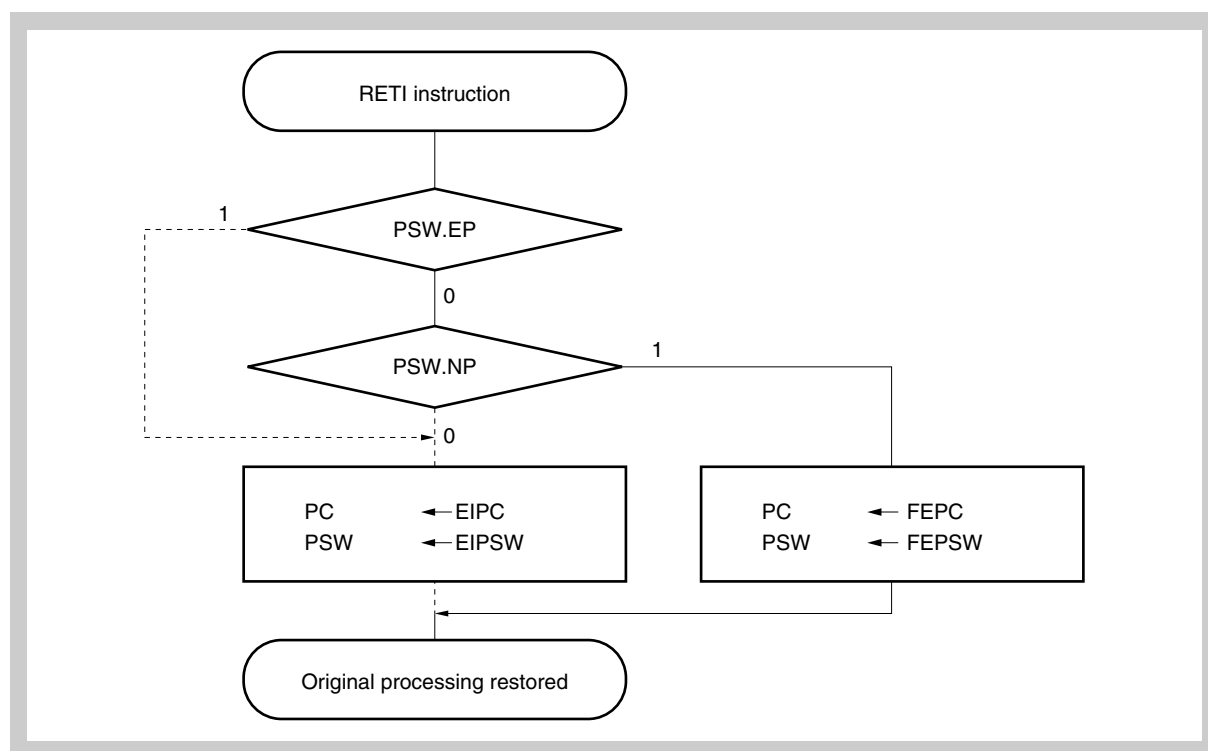 RETI instruction
1
PSW.EP
0
1
PSW.NP
0
PC ← EIPC
PSW ← EIPSW
PC ← FEPC
PSW ← FEPSW
Original processing restored